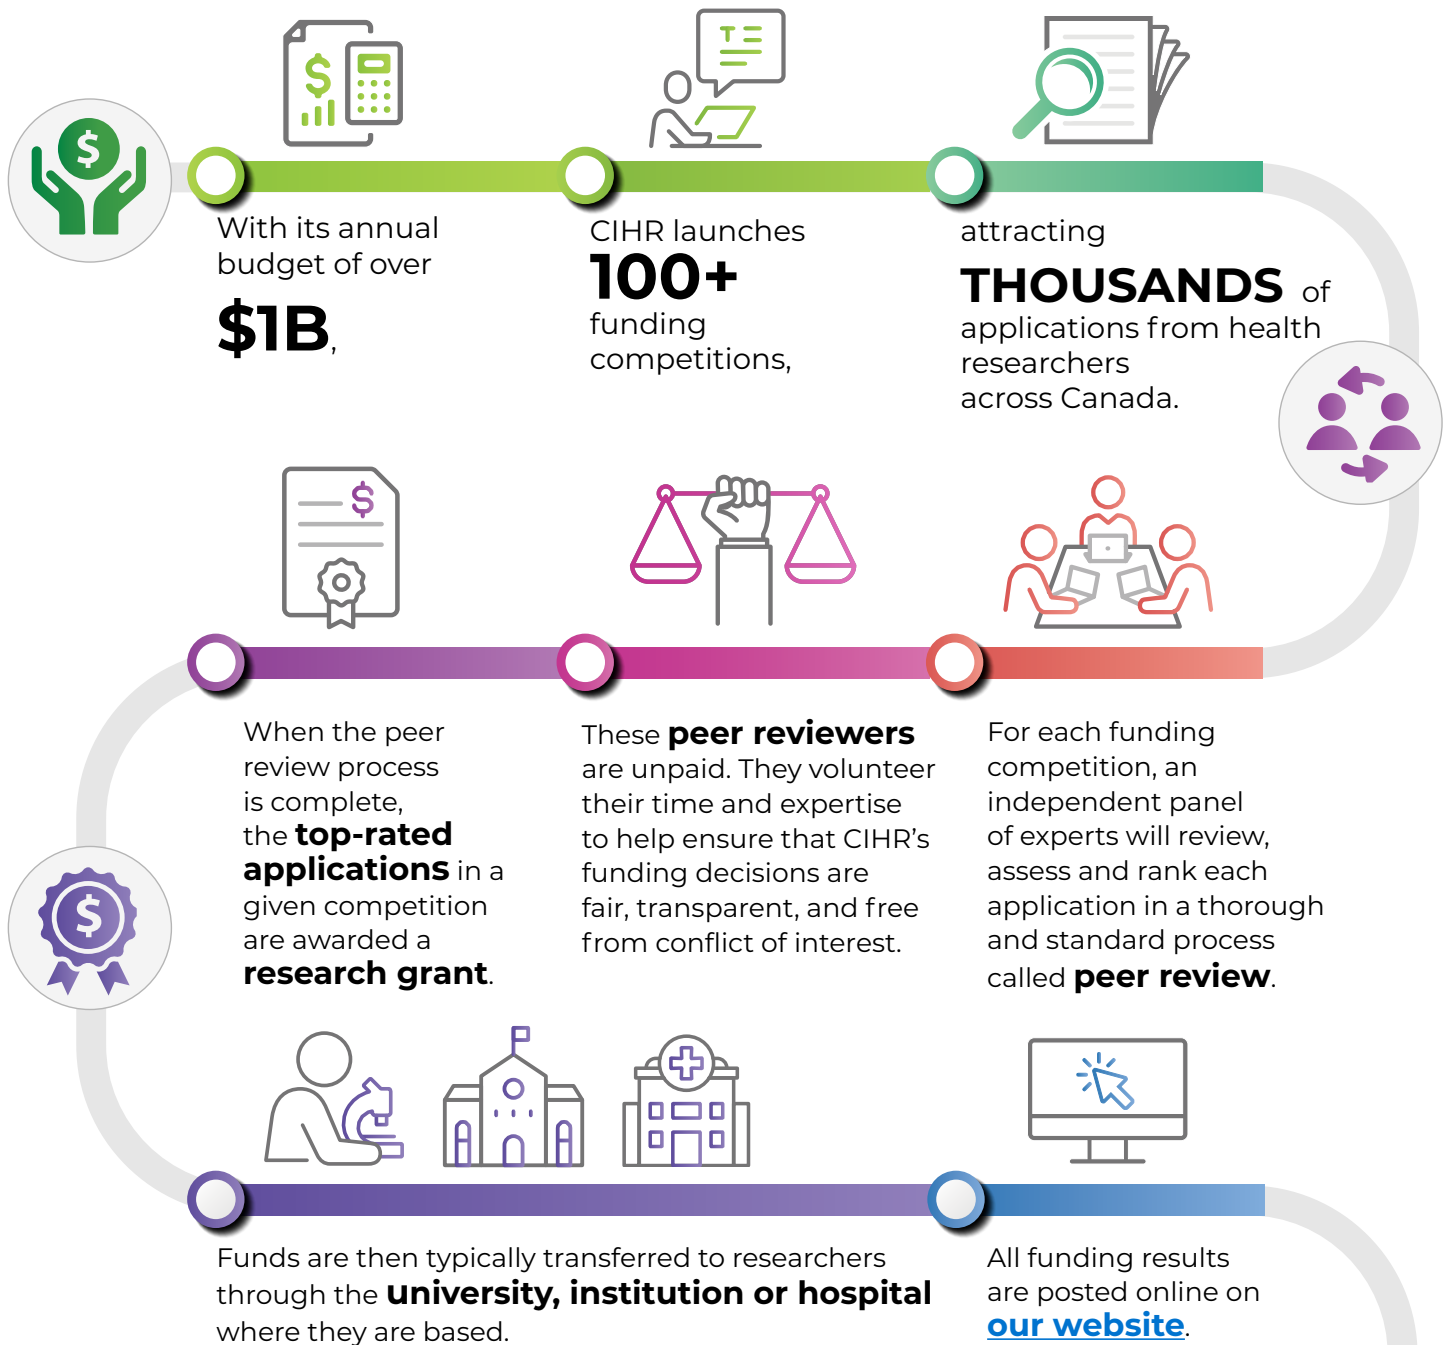 With its annual
budget of over
$1B,
CIHR launches
100+
funding
competitions,
attracting
THOUSANDS of
applications from health
researchers
across Canada.
For each funding
competition, an
independent panel
of experts will review,
assess and rank each
application in a thorough
and standard process
called peer review.
These peer reviewers
are unpaid. They volunteer
their time and expertise
to help ensure that CIHR’s
funding decisions are
fair, transparent, and free
from conflict of interest.
When the peer
review process
is complete,
the top-rated
applications in a
given competition
are awarded a
research grant.
Funds are then typically transferred to researchers
through the university, institution or hospital
where they are based.
All funding results
are posted online on
our website.